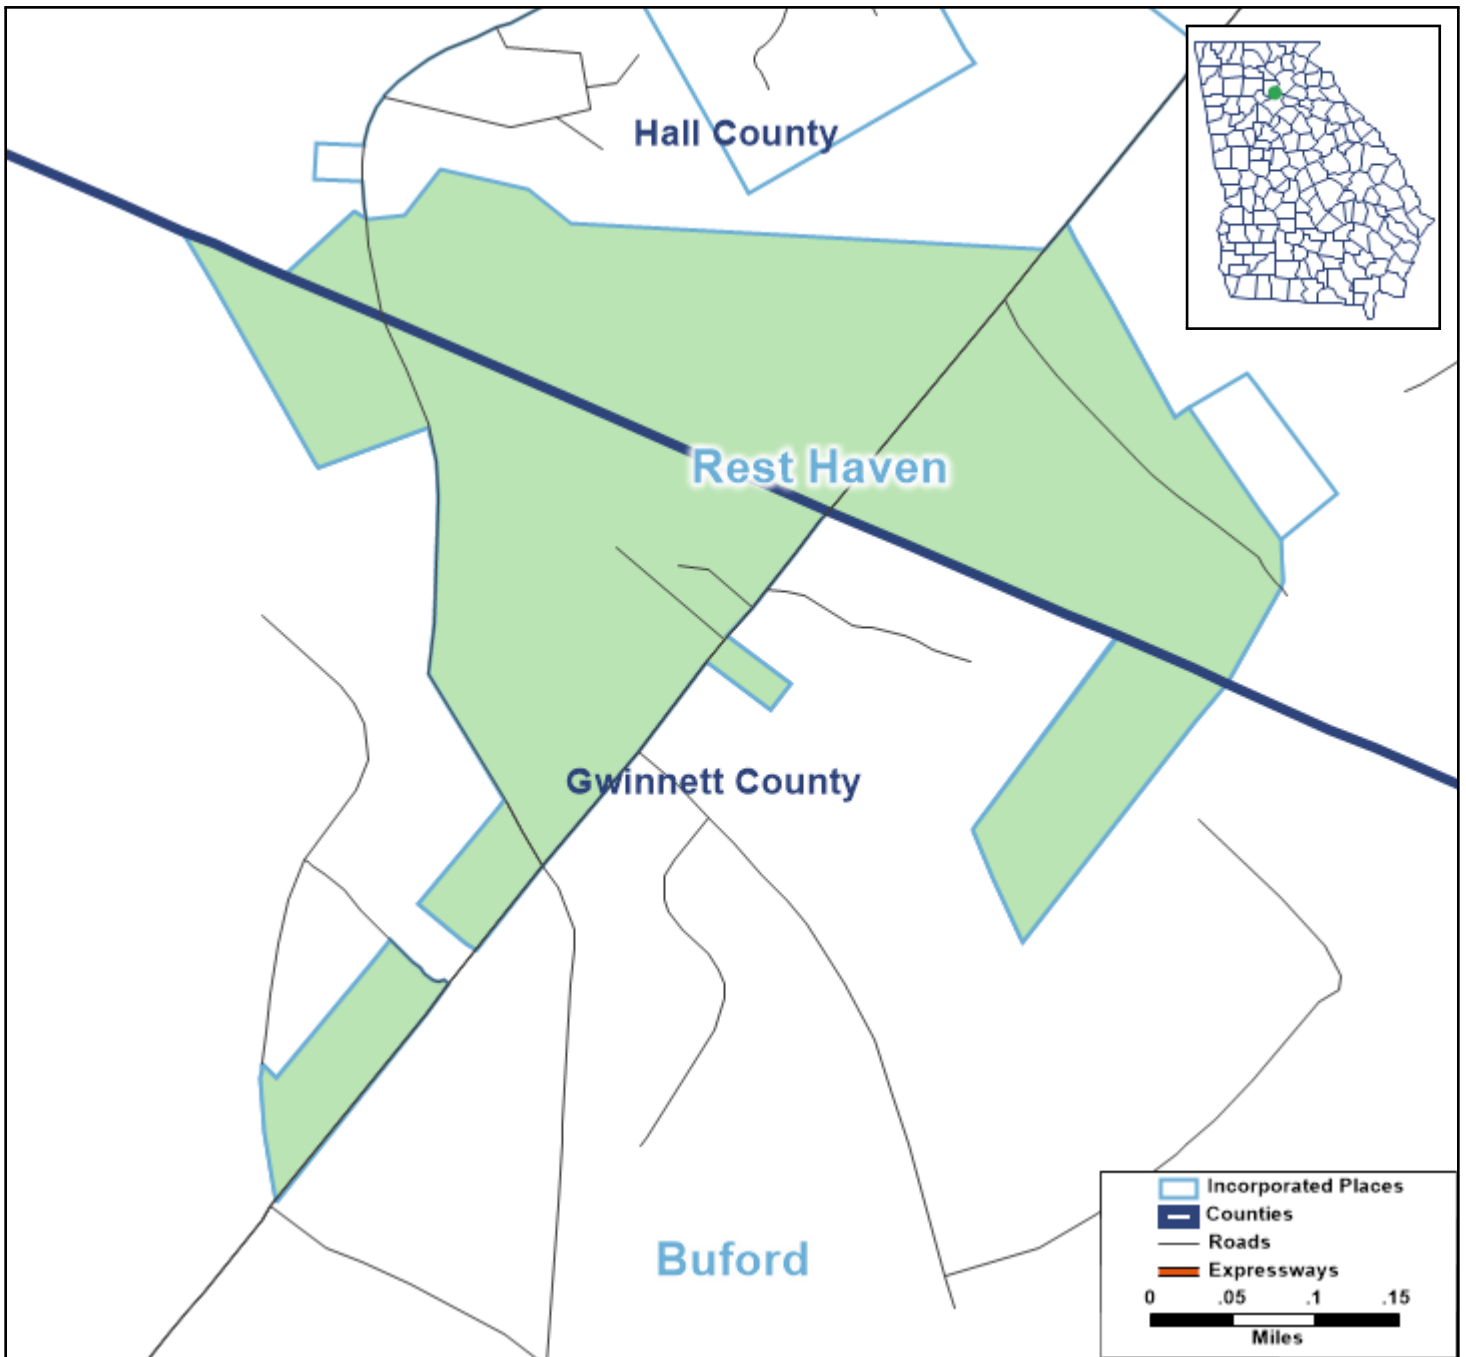 Hall County
Rest Haven
Gwinnett County
Buford
Incorporated Places
Counties
Roads
Expressways
0 .05 .1 .15
Miles